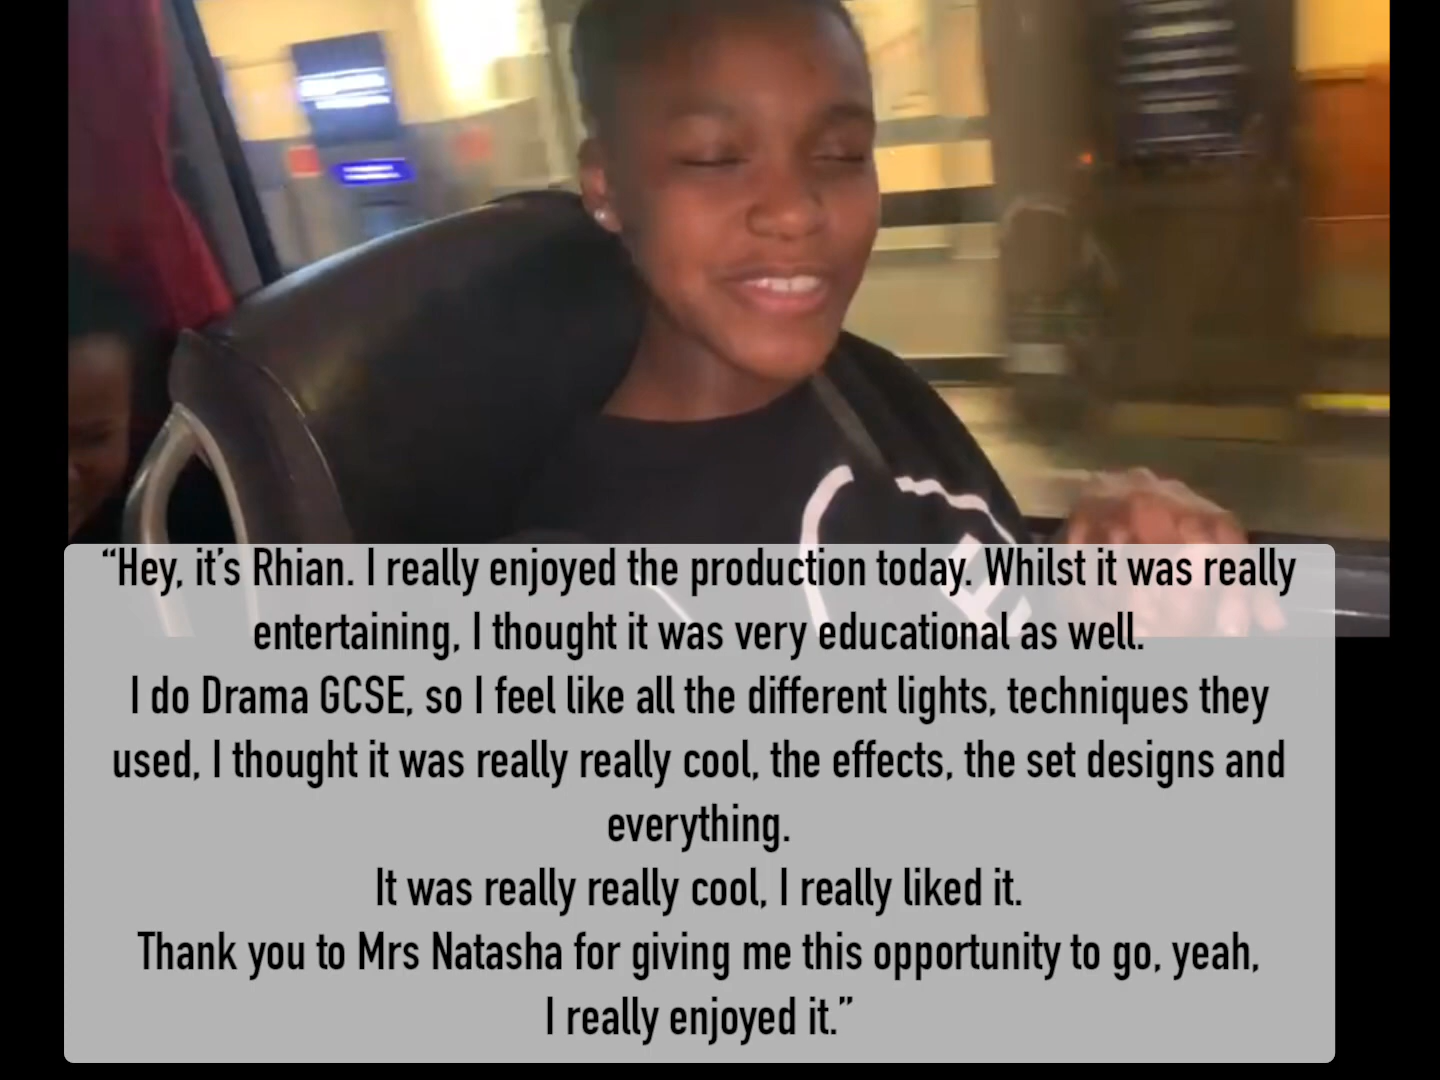 “Hey, it’s Rhian. I really enjoyed the production today. Whilst it was really
entertaining, I thought it was very educational as well.
I do Drama GCSE, so I feel like all the different lights, techniques they
used, I thought it was really really cool, the effects, the set designs and
everything.
It was really really cool, I really liked it.
Thank you to Mrs Natasha for giving me this opportunity to go, yeah,
I really enjoyed it.”